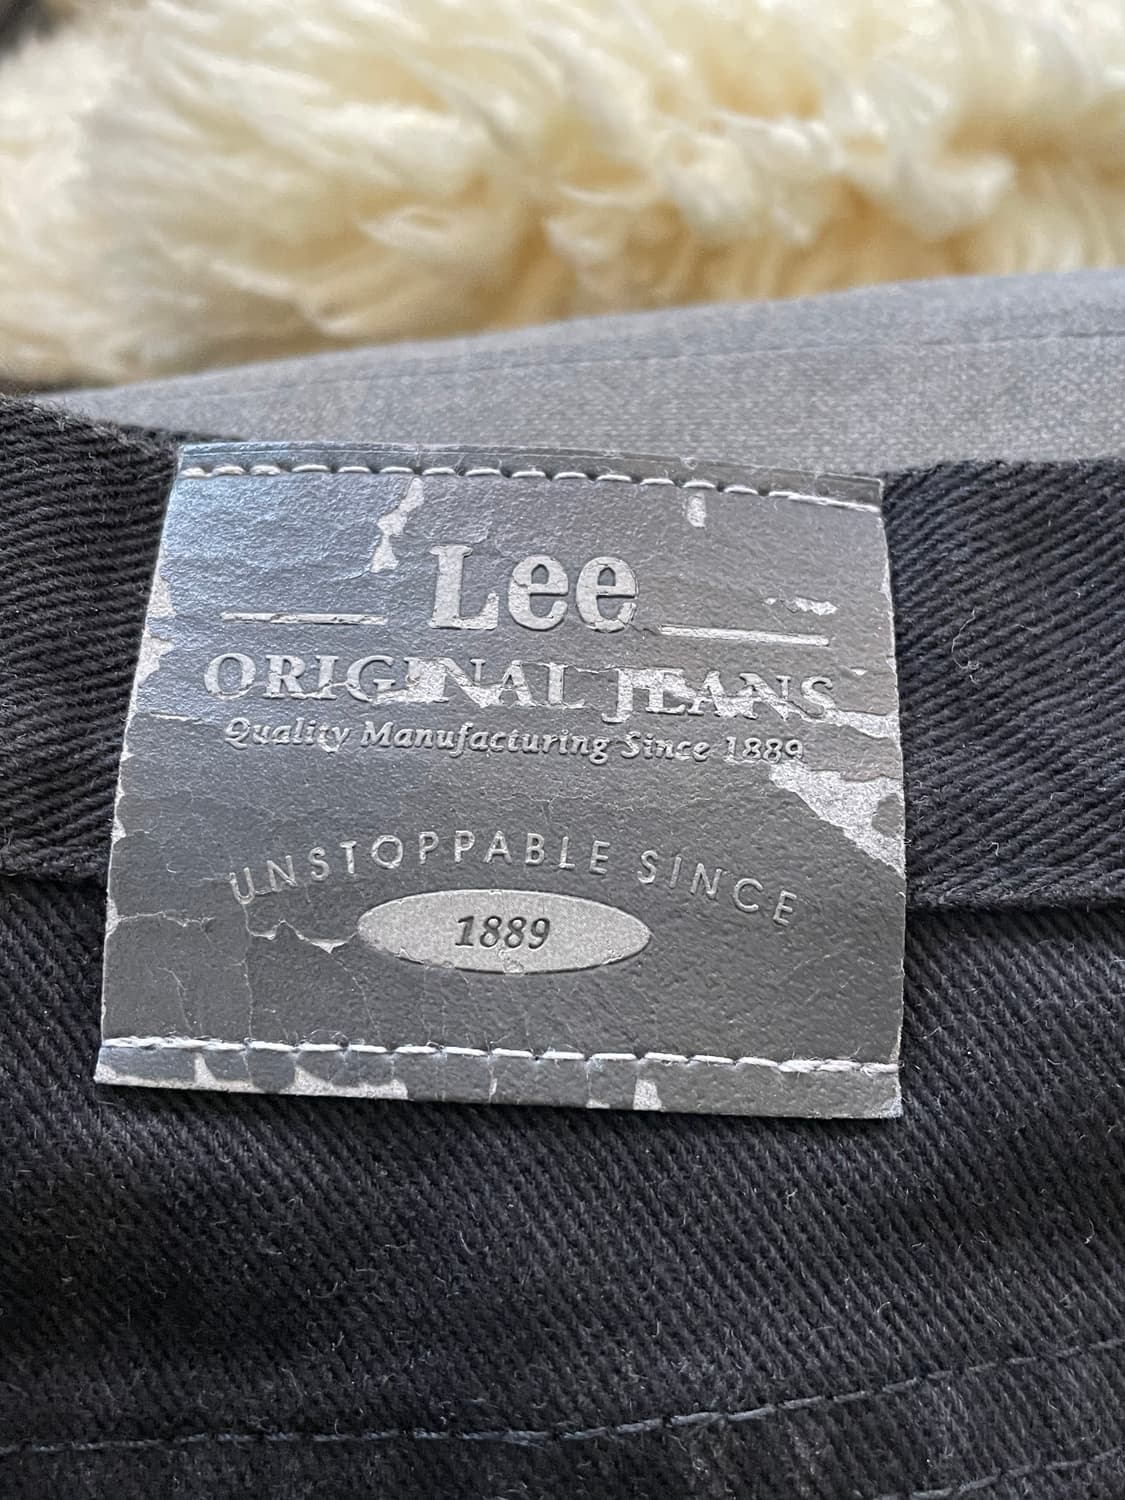 Lee
ORIGINAL JEANS
Quality Manufacturing Since 1889
UNSTOPPABLE SINCE
1889